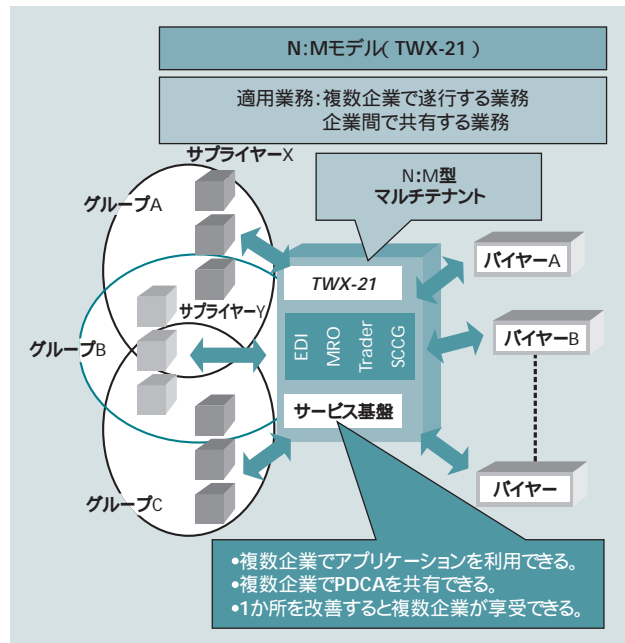 N:Mモデル（TWX-21）
適用業務：複数企業で遂行する業務
企業間で共有する業務
サプライヤーX
N:M型
マルチテナント
グループA
TWX-21
バイヤーA
サプライヤーY
グループB
EDI
MRO
Trader
SCCG
バイヤーB
サービス基盤
グループC
バイヤー
•複数企業でアプリケーションを利用できる。
•複数企業でPDCAを共有できる。
•1か所を改善すると複数企業が享受できる。